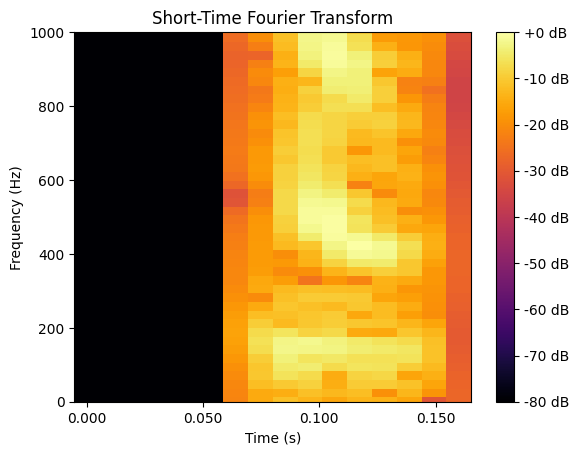 Short-Time Fourier Transform
1000
800
600
400
200
0
Frequency (Hz)
0.000
0.050
0.100
0.150
Time (s)
+0 dB
-10 dB
-20 dB
-30 dB
-40 dB
-50 dB
-60 dB
-70 dB
-80 dB